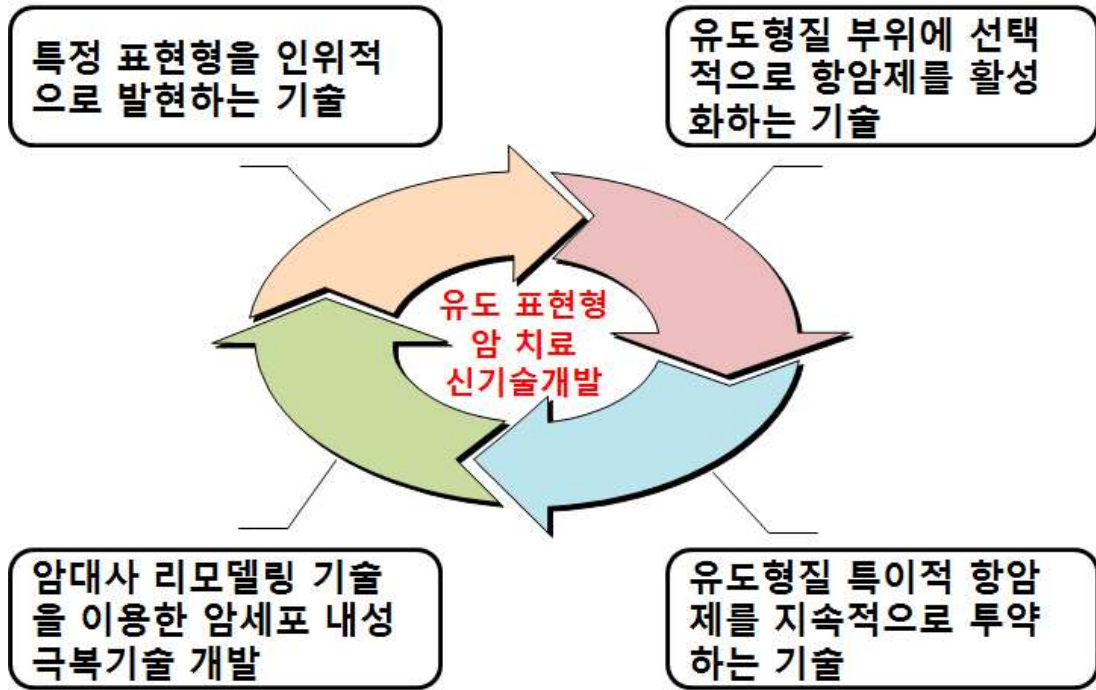 특정 표현형을 인위적
으로 발현하는 기술
유도형질 부위에 선택
적으로 항암제를 활성
화하는 기술
유도 표현형
암 치료
신기술개발
암대사 리모델링 기술
을 이용한 암세포 내성
극복기술 개발
유도형질 특이적 항암
제를 지속적으로 투약
하는 기술